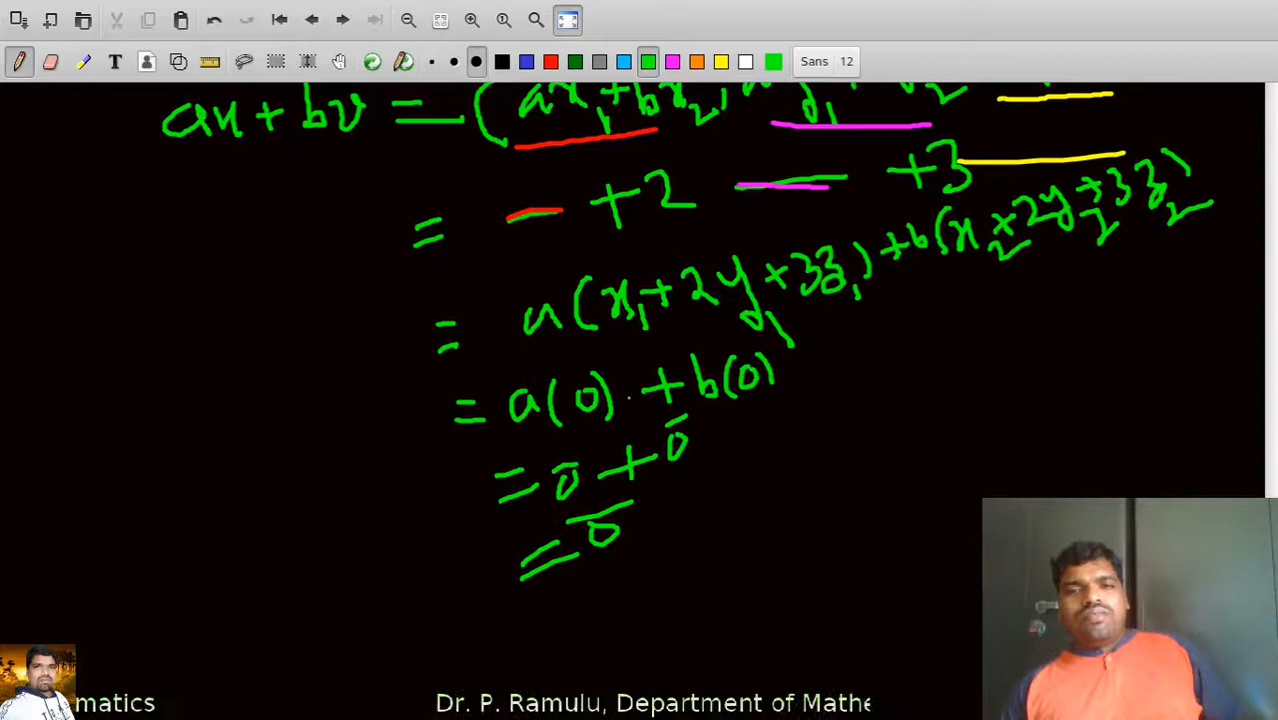 Sans 12
au + bv = (ax₁ + bx₂,
= — + 2 — + 3 —
= a(x₁ + 2y₁ + 3z₁) + b(x₂ + 2y₂ + 3z₂)
= a(0) + b(0)
= 0̅ + 0̅
= 0̅
matics Dr. P. Ramulu, Department of Mathe